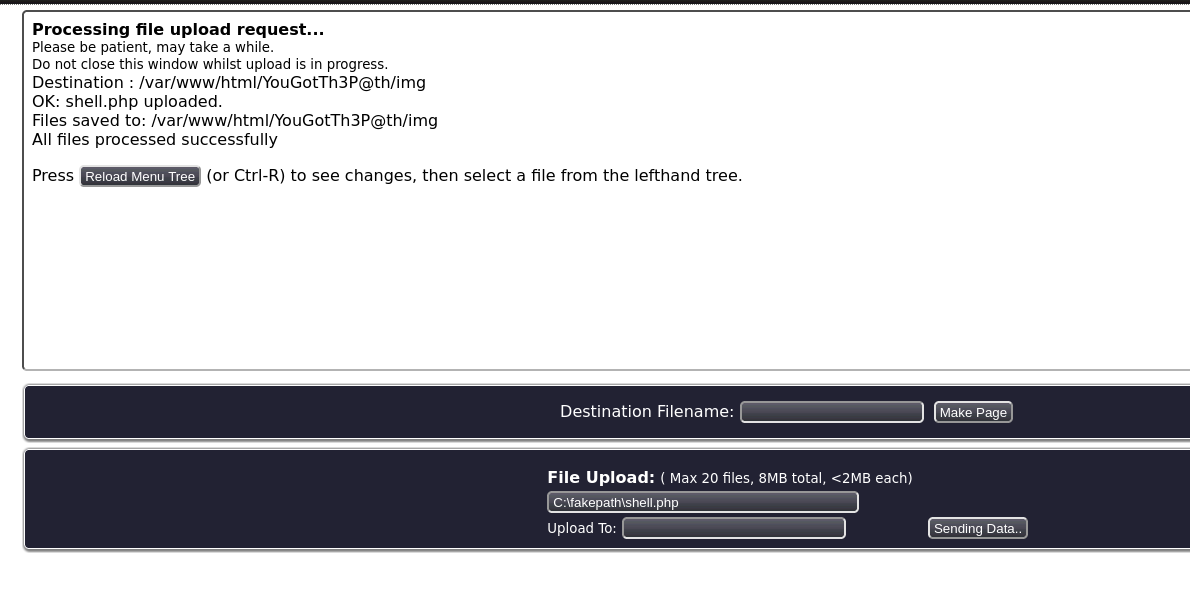 Processing file upload request...
Please be patient, may take a while.
Do not close this window whilst upload is in progress.
Destination : /var/www/html/YouGotTh3P@th/img
OK: shell.php uploaded.
Files saved to: /var/www/html/YouGotTh3P@th/img
All files processed successfully
Press Reload Menu Tree (or Ctrl-R) to see changes, then select a file from the lefthand tree.
Destination Filename: Make Page
File Upload: ( Max 20 files, 8MB total, <2MB each)
C:\fakepath\shell.php
Upload To: Sending Data..